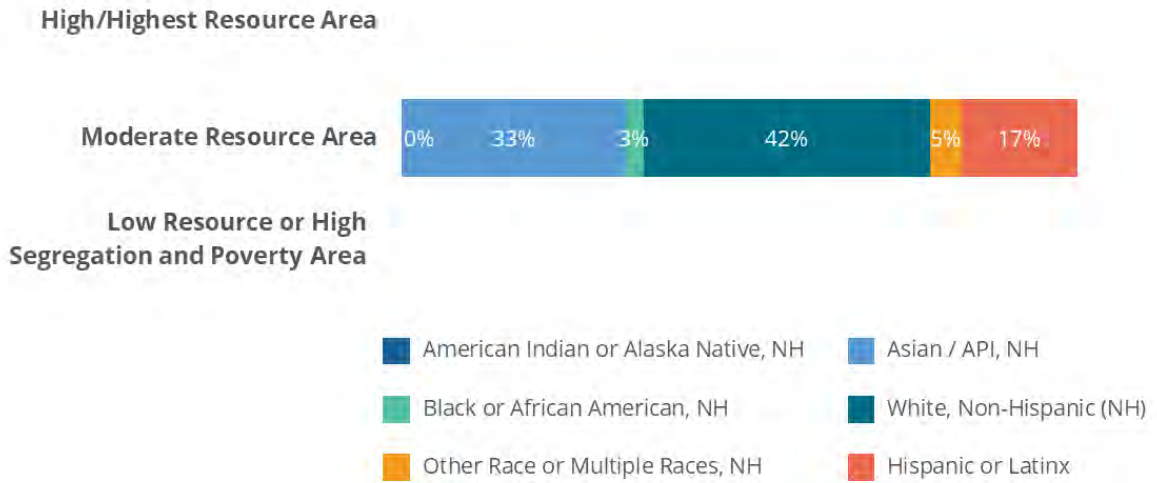 High/Highest Resource Area
Moderate Resource Area
0% 33% 3% 42% 5% 17%
Low Resource or High
Segregation and Poverty Area
American Indian or Alaska Native, NH
Asian / API, NH
Black or African American, NH
White, Non-Hispanic (NH)
Other Race or Multiple Races, NH
Hispanic or Latinx